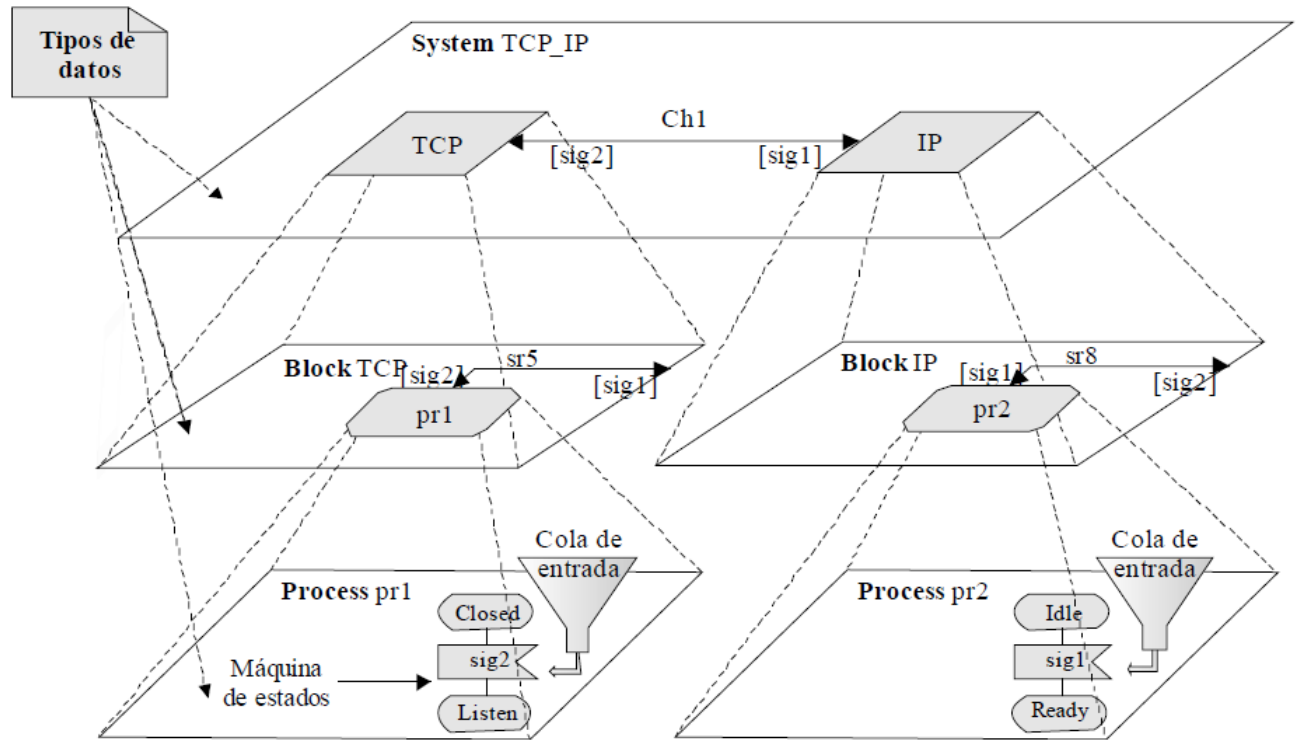 Tipos de
datos
System TCP_IP
TCP
Ch1
[sig2]
[sig1]
IP
Block TCP
[sig2]
sr5
[sig1]
pr1
Block IP
[sig1]
sr8
[sig2]
pr2
Process pr1
Cola de
entrada
Closed
sig2
Listen
Máquina
de estados
Process pr2
Cola de
entrada
Idle
sig1
Ready